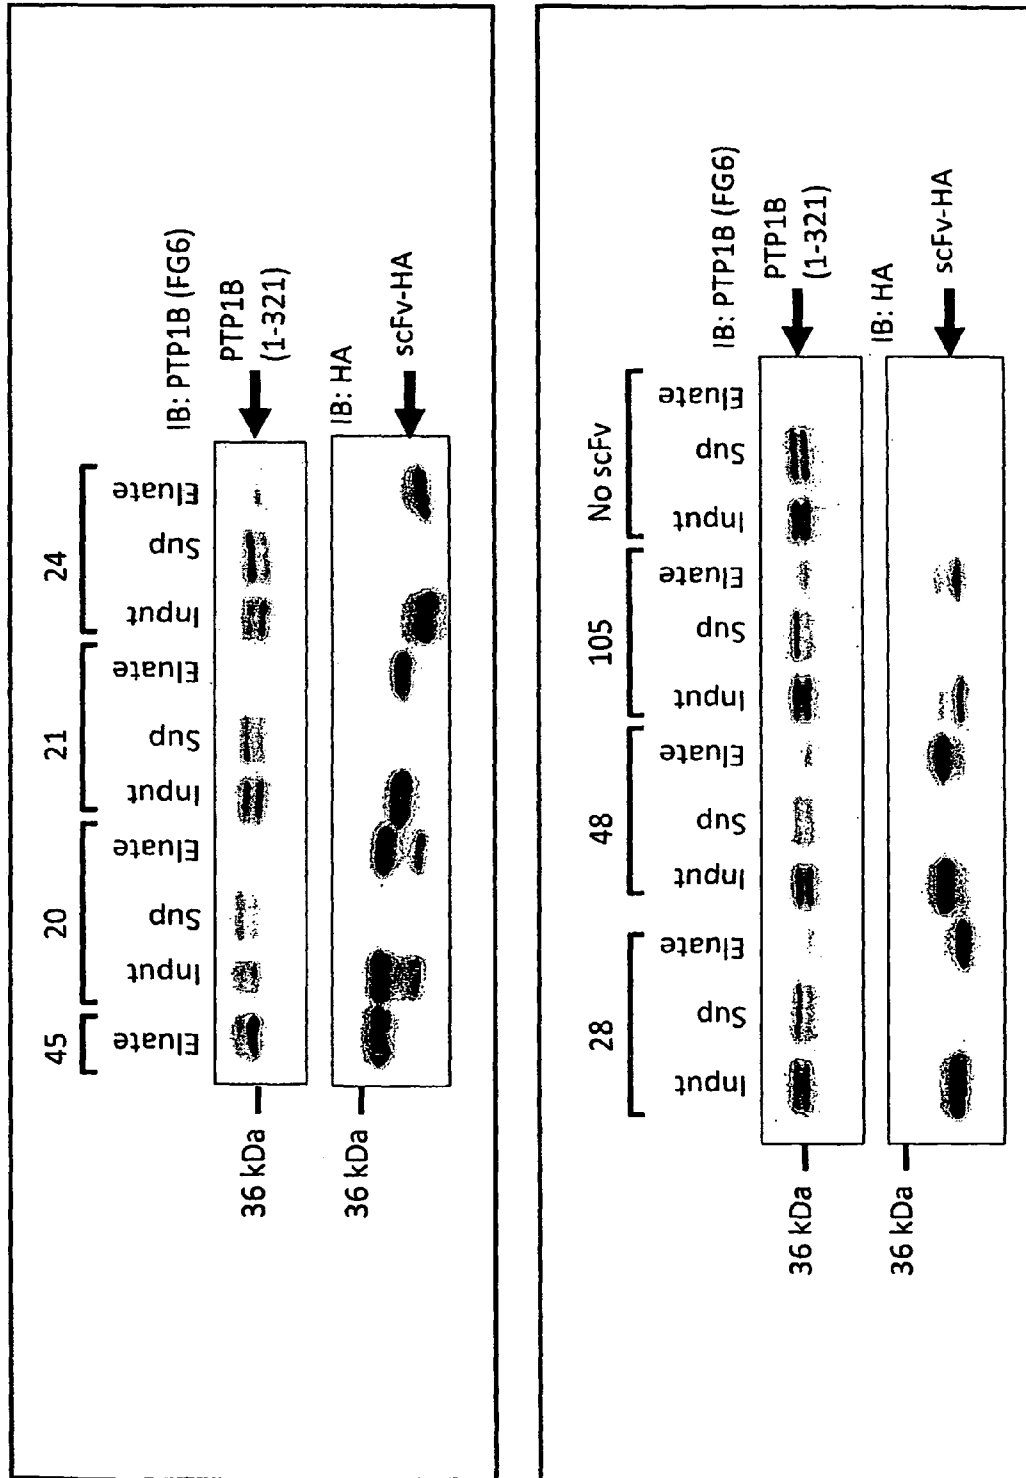 45
20
21
24
Eluate
Input
Sup
Eluate
Input
Sup
Eluate
Input
Sup
Eluate
IB: PTP1B (FG6)
36 kDa
PTP1B
(1-321)
IB: HA
36 kDa
scFv-HA
28
48
105
No scFv
Input
Sup
Eluate
Input
Sup
Eluate
Input
Sup
Eluate
Input
Sup
Eluate
IB: PTP1B (FG6)
36 kDa
PTP1B
(1-321)
IB: HA
36 kDa
scFv-HA